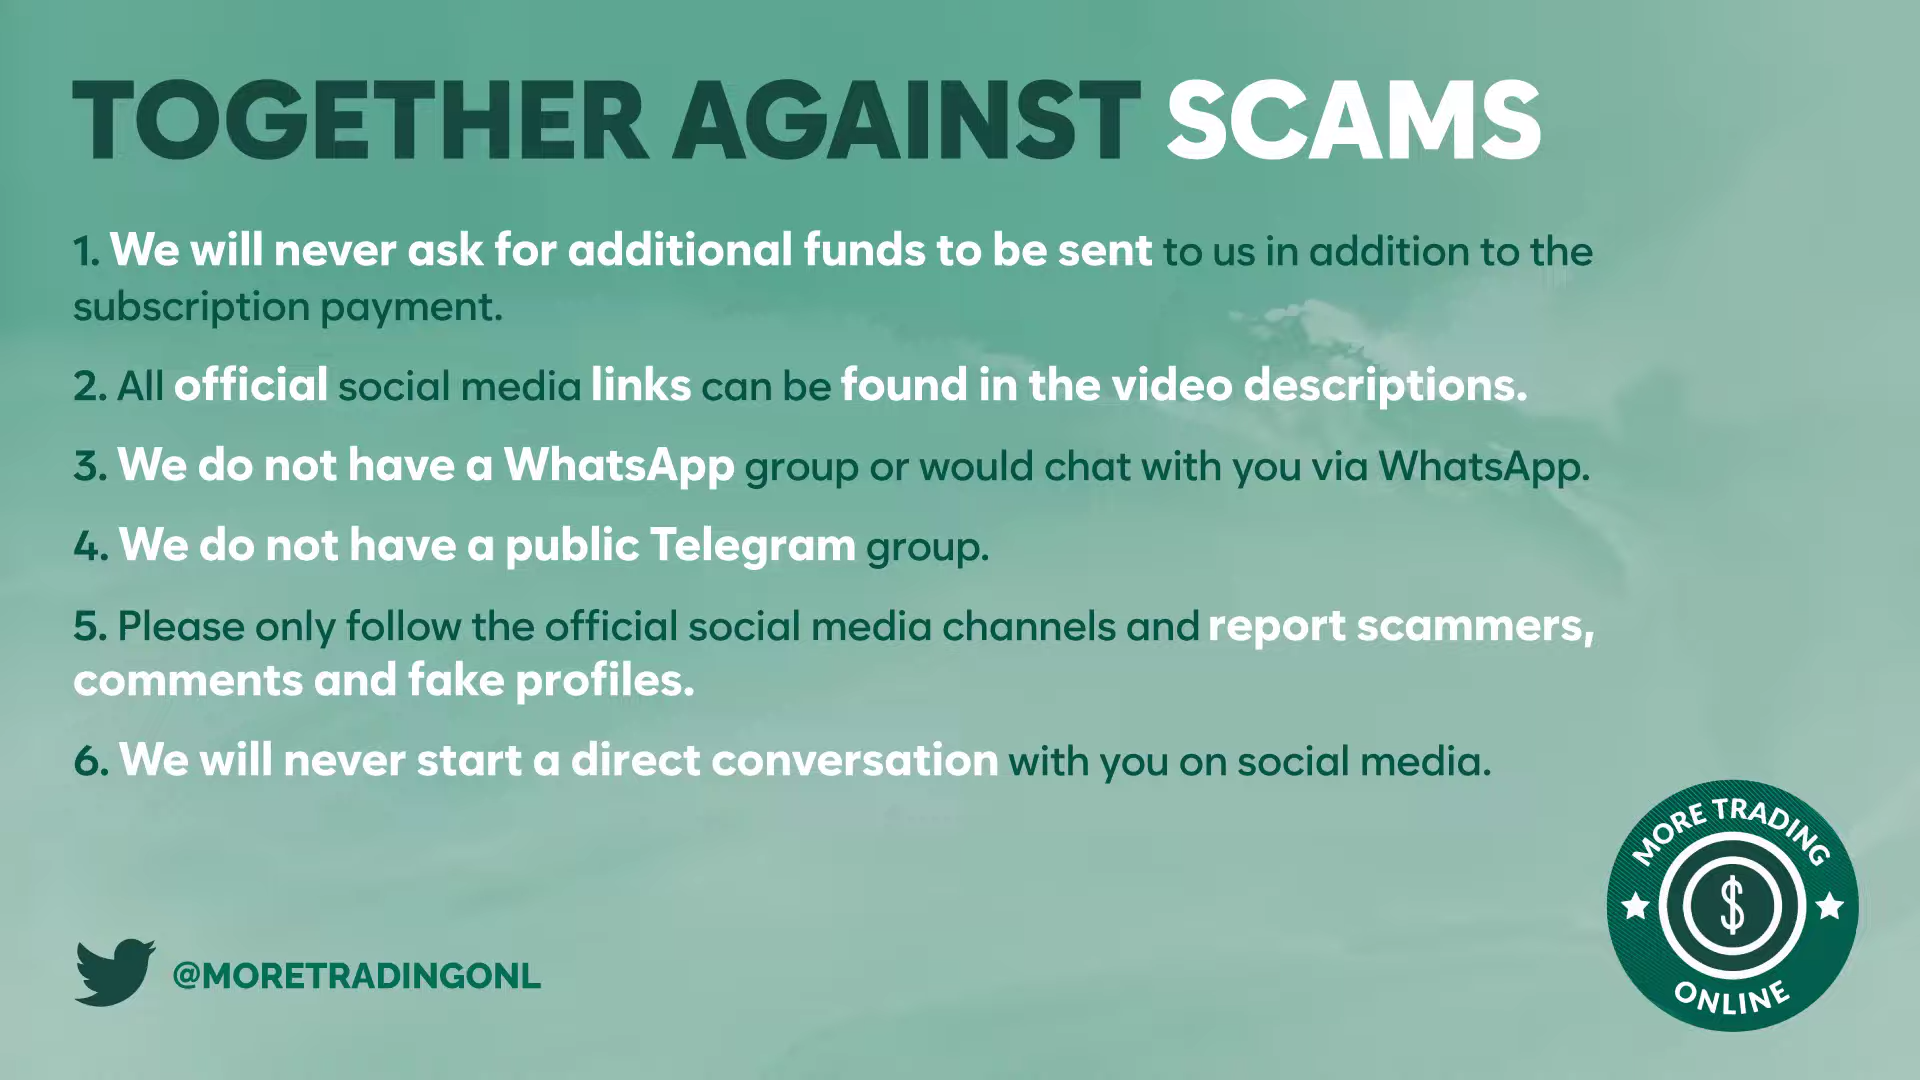 TOGETHER AGAINST SCAMS
1. We will never ask for additional funds to be sent to us in addition to the
subscription payment.
2. All official social media links can be found in the video descriptions.
3. We do not have a WhatsApp group or would chat with you via WhatsApp.
4. We do not have a public Telegram group.
5. Please only follow the official social media channels and report scammers,
comments and fake profiles.
6. We will never start a direct conversation with you on social media.
MORE TRADING
$
ONLINE
@MORETRADINGONL